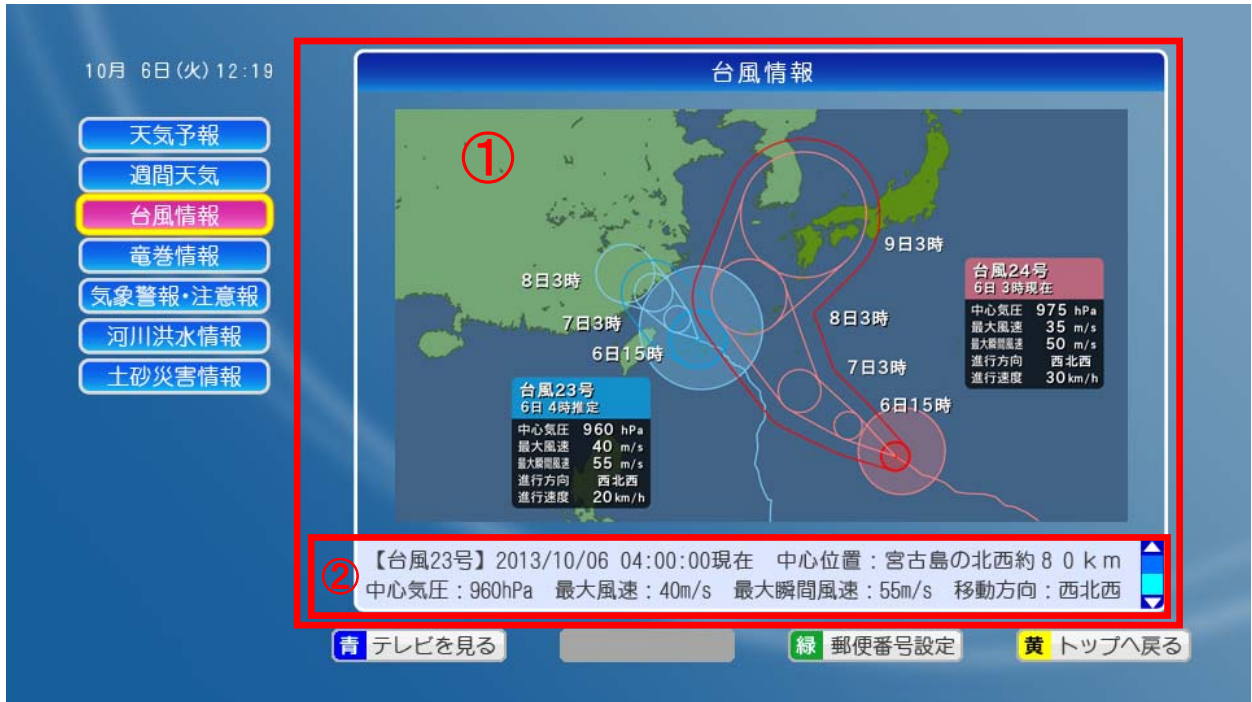 10月 6日(火)12:19
天気予報
週間天気
台風情報
竜巻情報
気象警報・注意報
河川洪水情報
土砂災害情報
台風情報
①
9日3時
8日3時
7日3時
6日15時
台風24号
6日 3時現在
中心気圧 975 hPa
最大風速 35 m/s
最大瞬間風速 50 m/s
進行方向 西北西
進行速度 30km/h
8日3時
7日3時
6日15時
台風23号
6日 4時推定
中心気圧 960 hPa
最大風速 40 m/s
最大瞬間風速 55 m/s
進行方向 西北西
進行速度 20km/h
②
【台風23号】2013/10/06 04:00:00現在 中心位置：宮古島の北西約８０ｋｍ
中心気圧：960hPa 最大風速：40m/s 最大瞬間風速：55m/s 移動方向：西北西
青 テレビを見る
緑 郵便番号設定
黄 トップへ戻る